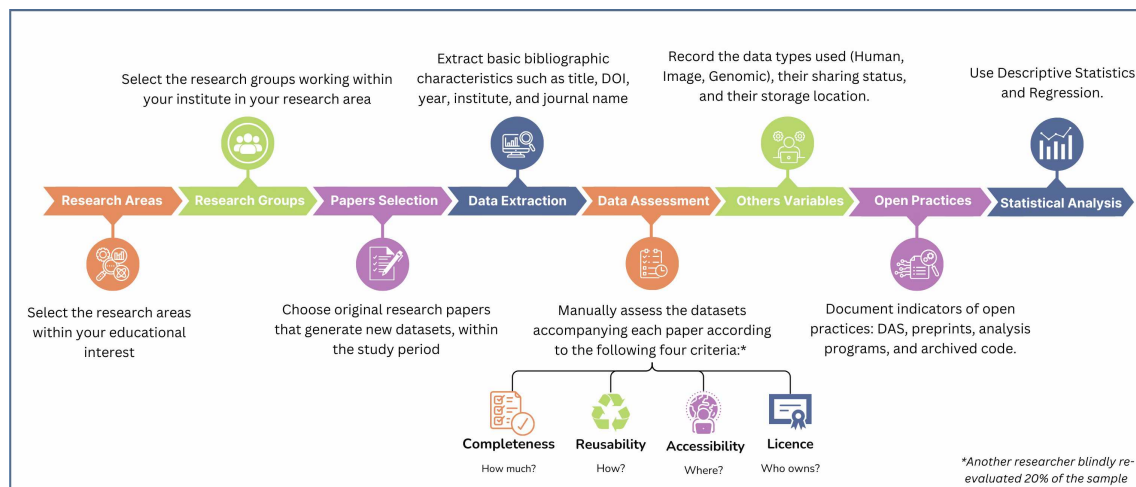 Select the research groups working within
your institute in your research area
Extract basic bibliographic
characteristics such as title, DOI,
year, institute, and journal name
Record the data types used (Human,
Image, Genomic), their sharing status,
and their storage location.
Use Descriptive Statistics
and Regression.
Research Areas
Research Groups
Papers Selection
Data Extraction
Data Assessment
Others Variables
Open Practices
Statistical Analysis
Select the research areas
within your educational
interest
Choose original research papers
that generate new datasets, within
the study period
Manually assess the datasets
accompanying each paper according
to the following four criteria:*
Document indicators of open
practices: DAS, preprints, analysis
programs, and archived code.
Completeness
How much?
Reusability
How?
Accessibility
Where?
Licence
Who owns?
*Another researcher blindly re-
evaluated 20% of the sample